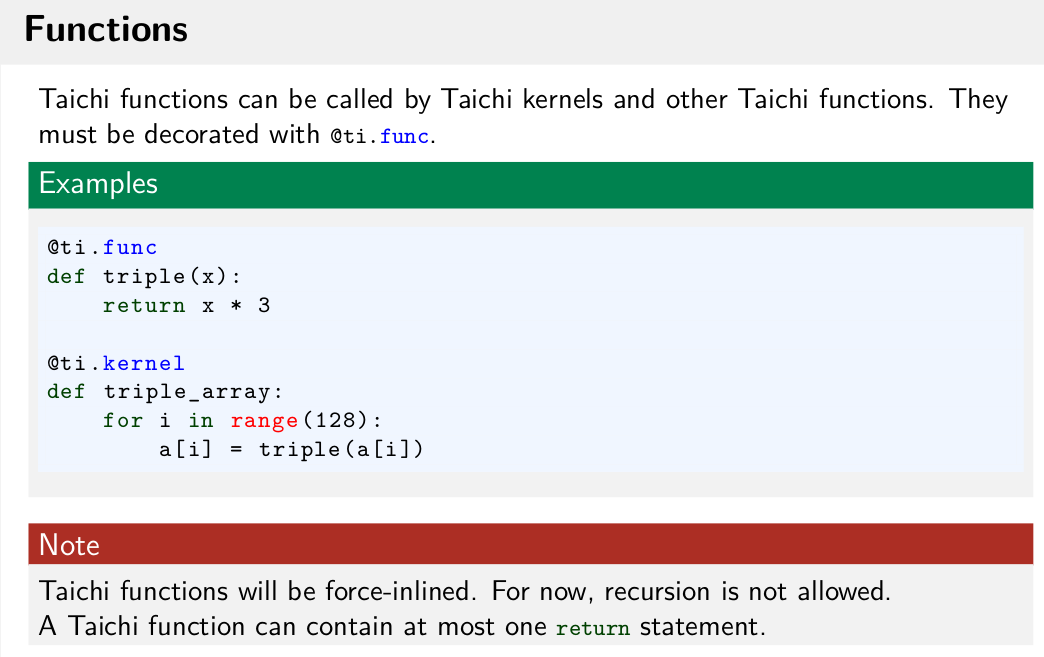 Functions
Taichi functions can be called by Taichi kernels and other Taichi functions. They
must be decorated with @ti.func.
Examples
@ti.func
def triple(x):
    return x * 3
@ti.kernel
def triple_array:
    for i in range(128):
        a[i] = triple(a[i])
Note
Taichi functions will be force-inlined. For now, recursion is not allowed.
A Taichi function can contain at most one return statement.